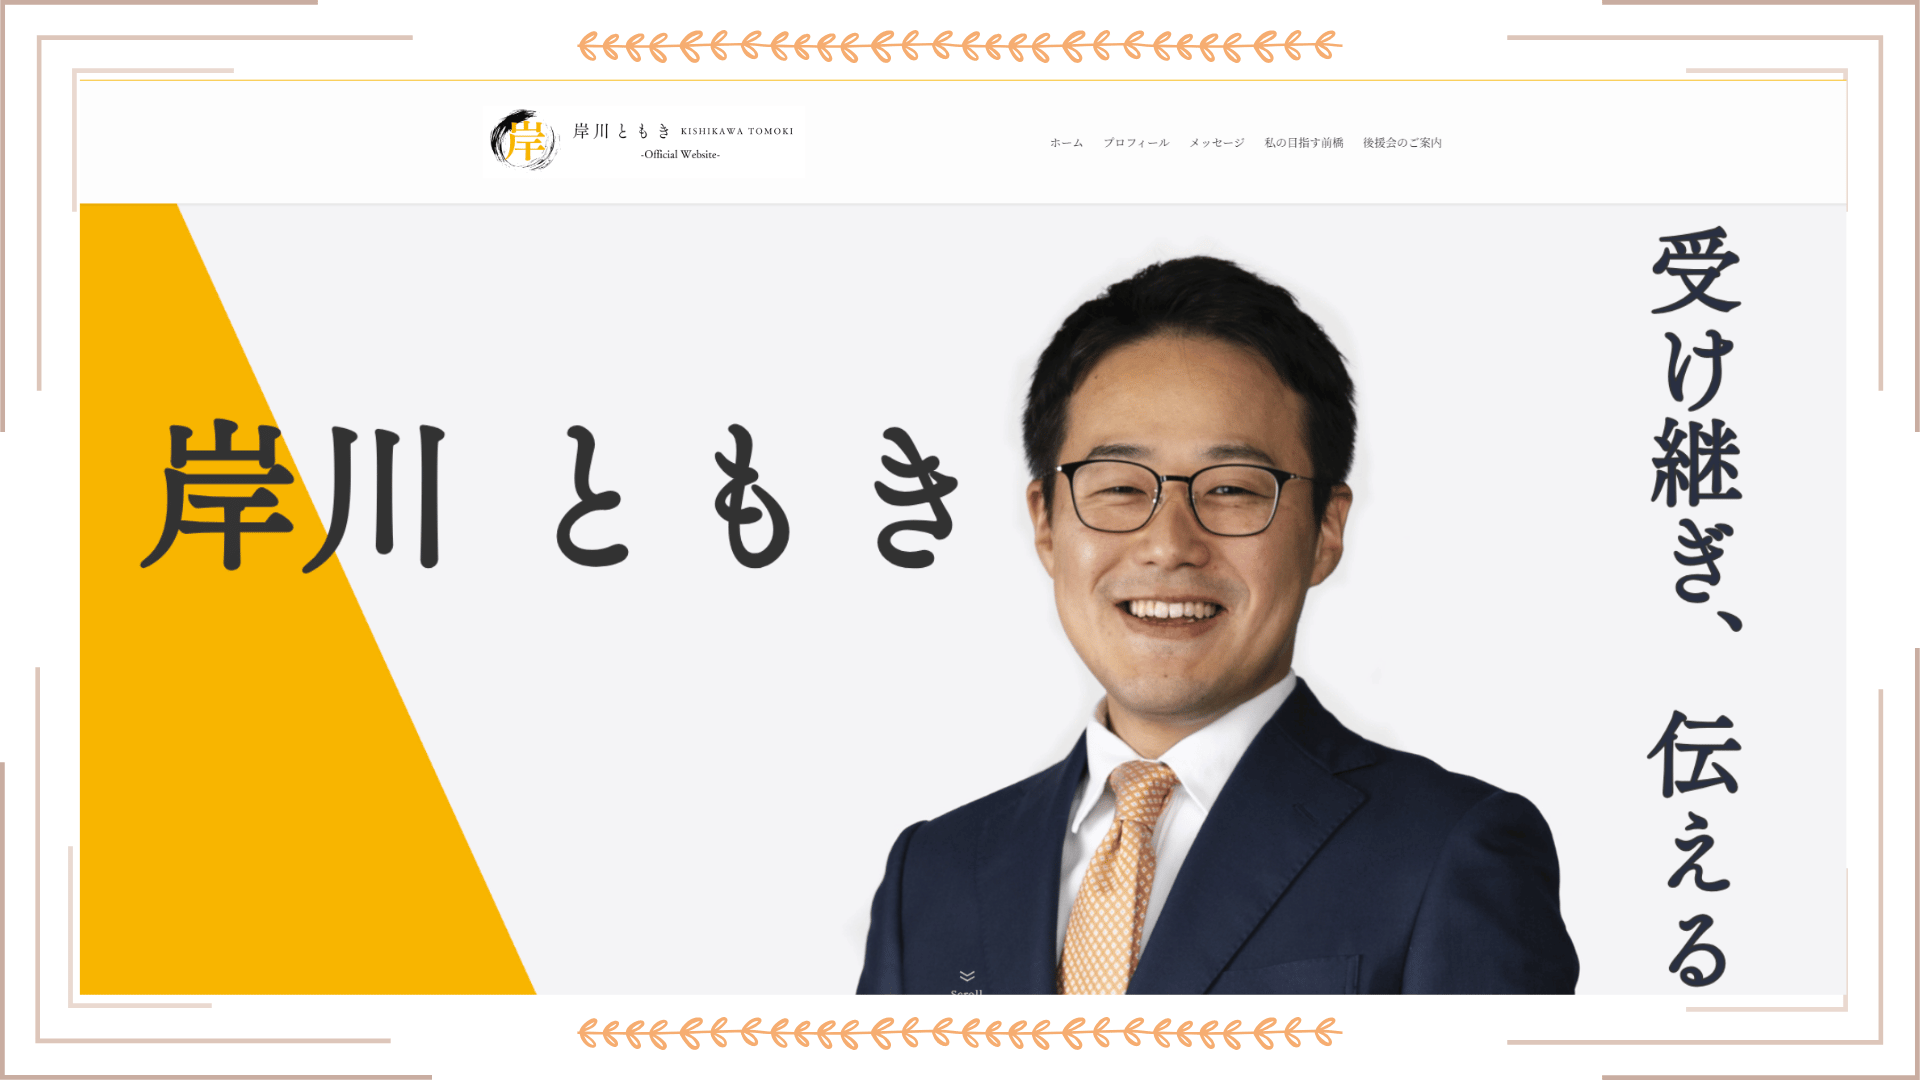 岸
岸川ともき KISHIKAWA TOMOKI
-Official Website-
ホーム プロフィール メッセージ 私の目指す前橋 後援会のご案内
岸川 ともき
受け継ぎ、 伝える
Scroll